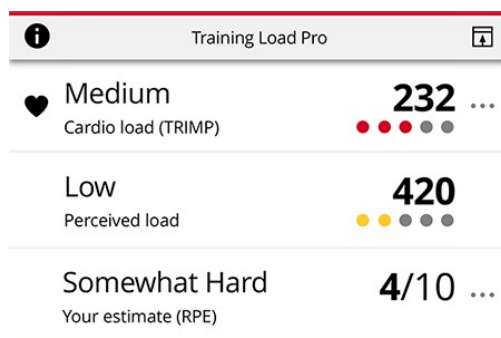 Training Load Pro
Medium 232
Cardio load (TRIMP)
Low 420
Perceived load
Somewhat Hard 4/10
Your estimate (RPE)